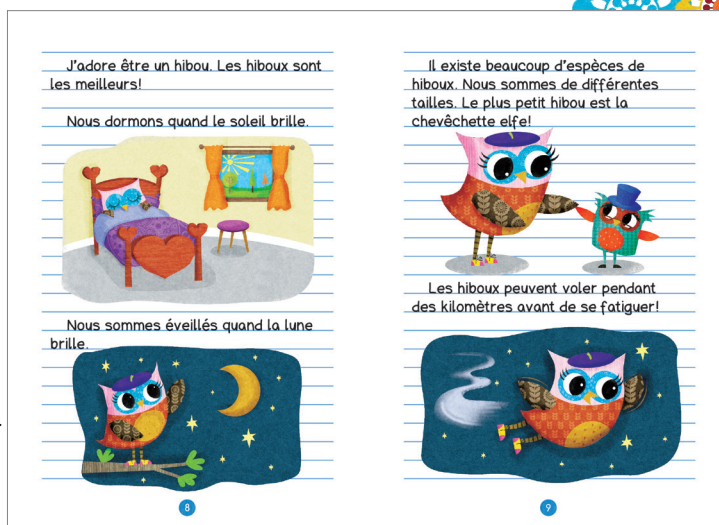 J'adore être un hibou. Les hiboux sont
les meilleurs!
Nous dormons quand le soleil brille.
Nous sommes éveillés quand la lune
brille.
8
Il existe beaucoup d'espèces de
hiboux. Nous sommes de différentes
tailles. Le plus petit hibou est la
chevêchette elfe!
Les hiboux peuvent voler pendant
des kilomètres avant de se fatiguer!
9